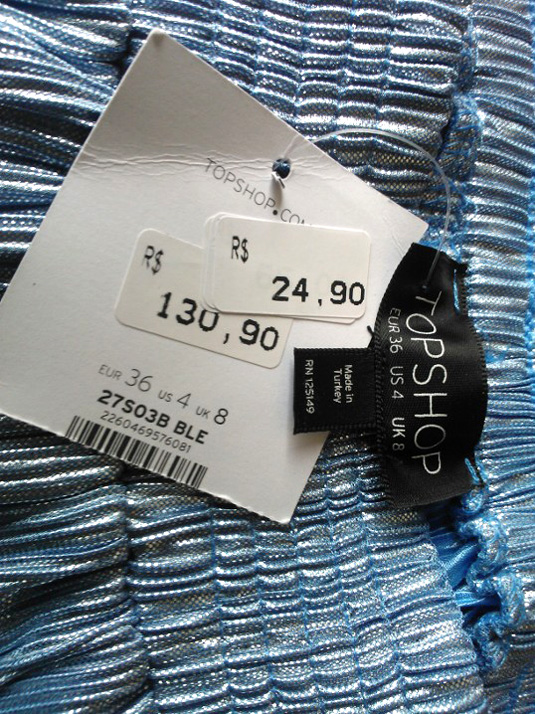 TOPSHOP.CO
R$
24,90
R$
130,90
EUR 36 US 4 UK 8
27S03B BLE
2260469576081
TOPSHOP
EUR 36 US 4 UK 8
Made in
Turkey
RN 125149